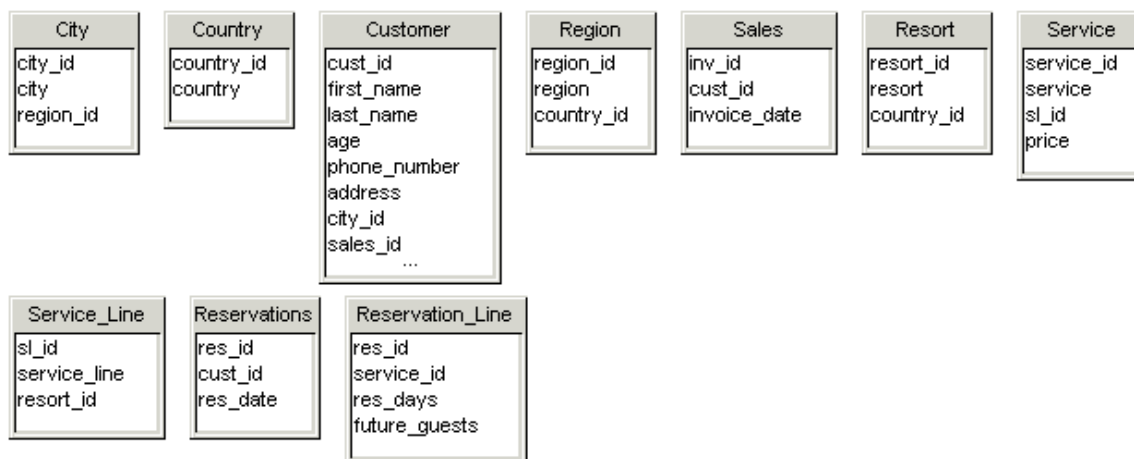 City
city_id
city
region_id
Country
country_id
country
Customer
cust_id
first_name
last_name
age
phone_number
address
city_id
sales_id
...
Region
region_id
region
country_id
Sales
inv_id
cust_id
invoice_date
Resort
resort_id
resort
country_id
Service
service_id
service
sl_id
price
Service_Line
sl_id
service_line
resort_id
Reservations
res_id
cust_id
res_date
Reservation_Line
res_id
service_id
res_days
future_guests